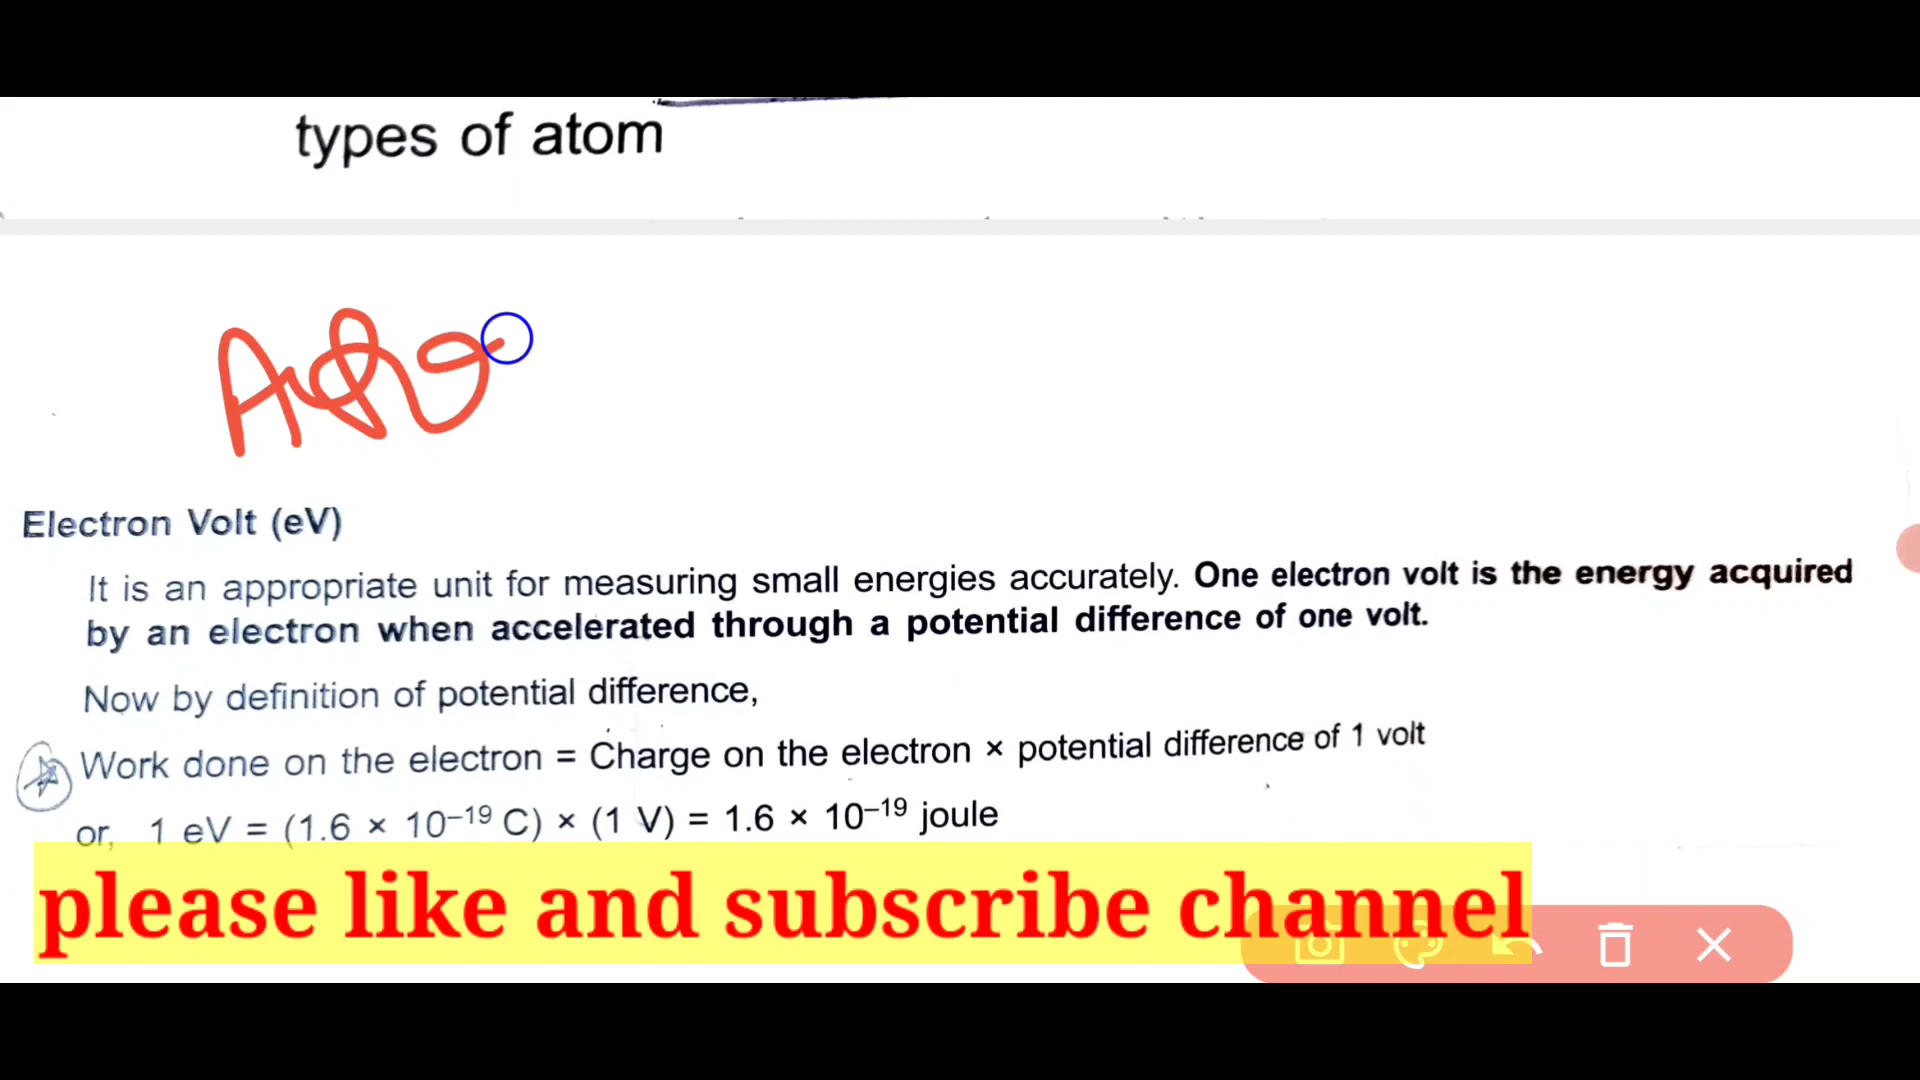 types of atom
Electron Volt (eV)
It is an appropriate unit for measuring small energies accurately. One electron volt is the energy acquired
by an electron when accelerated through a potential difference of one volt.
Now by definition of potential difference,
Work done on the electron = Charge on the electron × potential difference of 1 volt
or, 1 eV = (1.6 × 10⁻¹⁹ C) × (1 V) = 1.6 × 10⁻¹⁹ joule
please like and subscribe channel